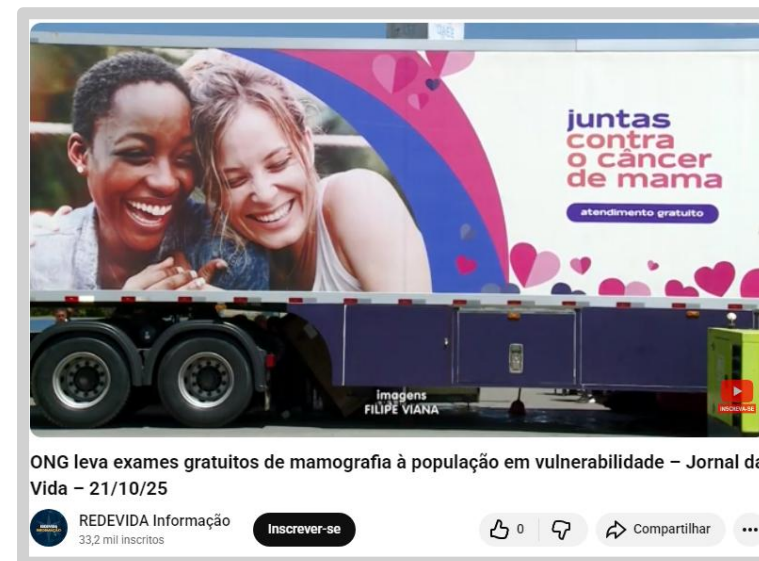 juntas
contra
o câncer
de mama
atendimento gratuito
imagens
FILIPE VIANA
INSCREVA-SE
ONG leva exames gratuitos de mamografia à população em vulnerabilidade – Jornal da
Vida – 21/10/25
REDEVIDA Informação
33,2 mil inscritos
Inscrever-se
0
Compartilhar